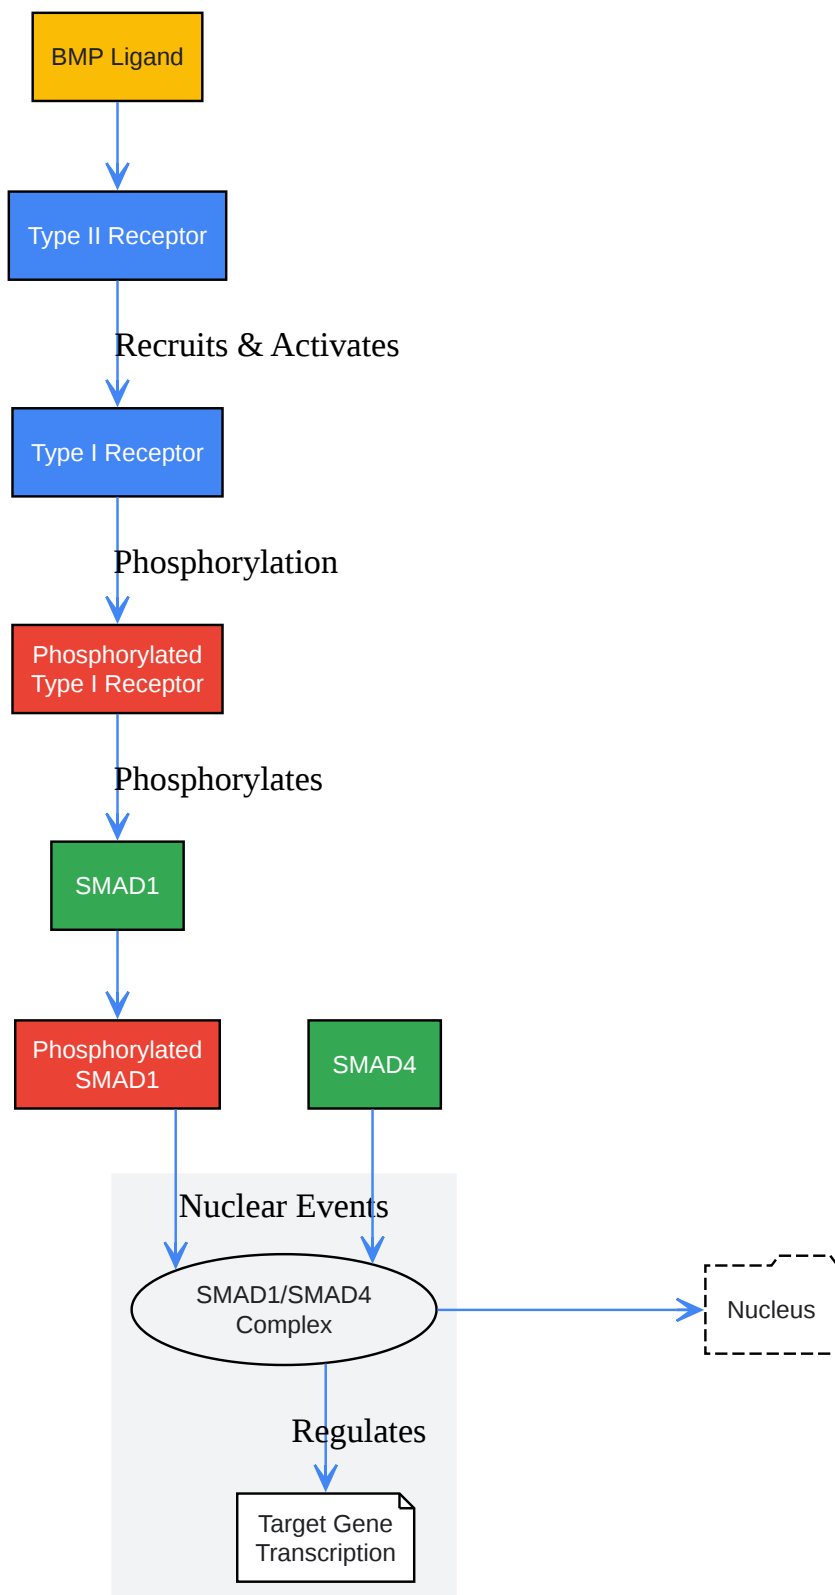 BMP Ligand
Type II Receptor
Recruits & Activates
Type I Receptor
Phosphorylation
Phosphorylated
Type I Receptor
Phosphorylates
SMAD1
Phosphorylated
SMAD1
SMAD4
Nuclear Events
SMAD1/SMAD4
Complex
Nucleus
Regulates
Target Gene
Transcription